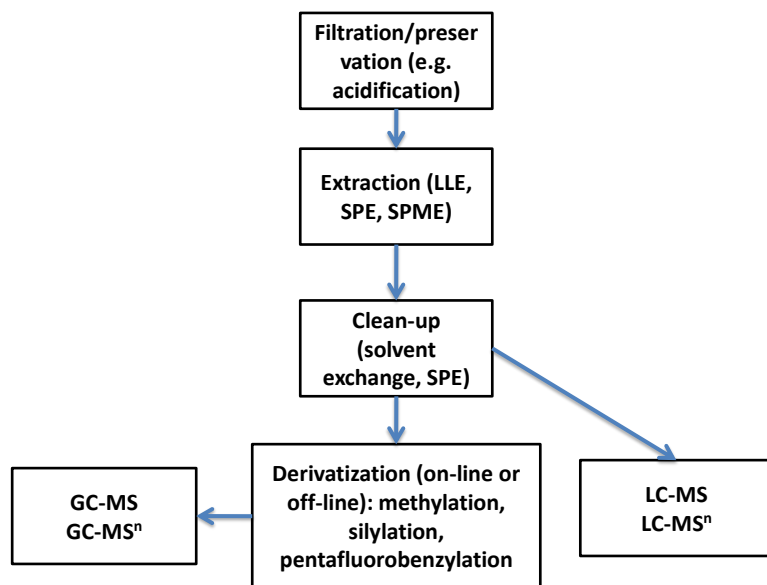 Filtration/preser
vation (e.g.
acidification)
Extraction (LLE,
SPE, SPME)
Clean-up
(solvent
exchange, SPE)
Derivatization (on-line or
off-line): methylation,
silylation,
pentafluorobenzylation
GC-MS
GC-MSⁿ
LC-MS
LC-MSⁿ